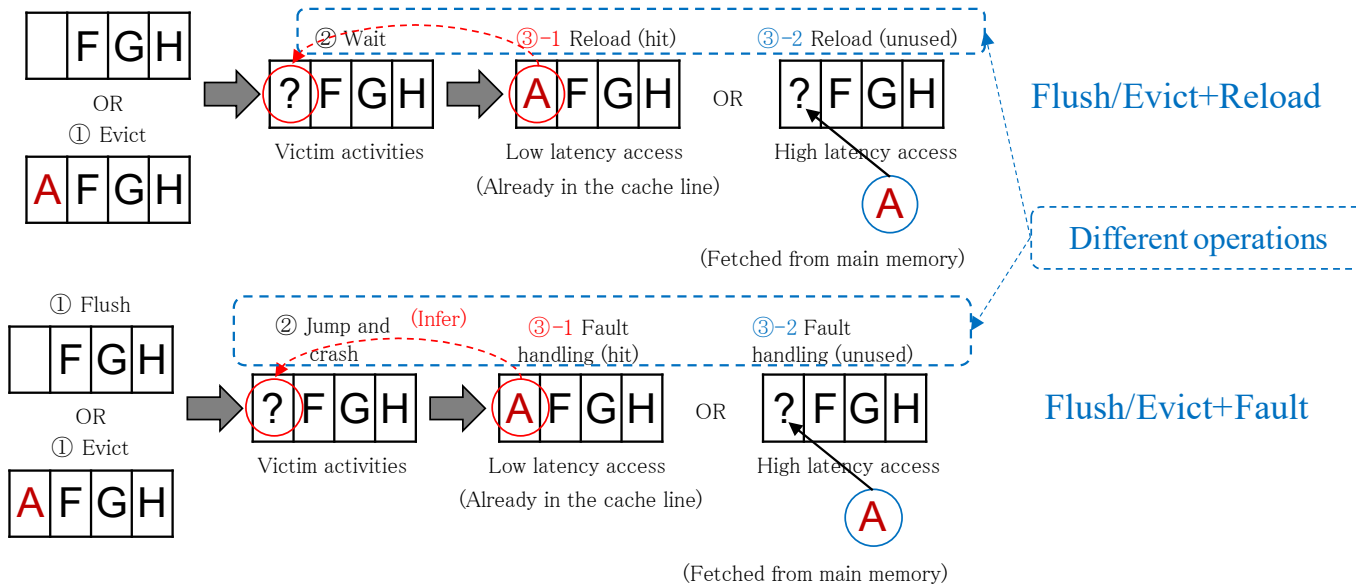 F G H
OR
① Evict
A F G H
② Wait
③-1 Reload (hit)
③-2 Reload (unused)
? F G H
A F G H
OR
? F G H
Victim activities
Low latency access
(Already in the cache line)
High latency access
A
(Fetched from main memory)
Flush/Evict+Reload
Different operations
① Flush
F G H
OR
① Evict
A F G H
② Jump and
crash
(Infer)
③-1 Fault
handling (hit)
③-2 Fault
handling (unused)
? F G H
A F G H
OR
? F G H
Victim activities
Low latency access
(Already in the cache line)
High latency access
A
(Fetched from main memory)
Flush/Evict+Fault